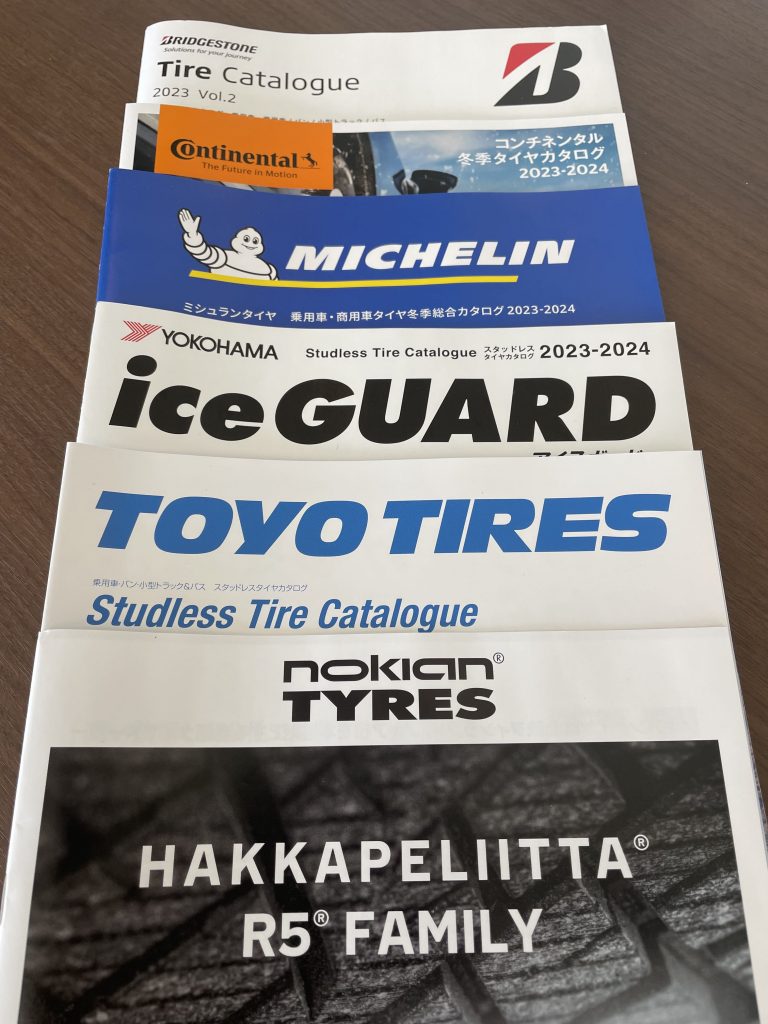 BRIDGESTONE
Solutions for your journey
Tire Catalogue
2023 Vol.2
B
Continental
The Future in Motion
コンチネンタル
冬季タイヤカタログ
2023-2024
MICHELIN
ミシュランタイヤ 乗用車・商用車タイヤ冬季総合カタログ 2023-2024
YOKOHAMA
Studless Tire Catalogue スタッドレス タイヤカタログ 2023-2024
iceGUARD
TOYO TIRES
乗用車・バン・小型トラック&バス スタッドレスタイヤカタログ
Studless Tire Catalogue
nokian®
TYRES
HAKKAPELIITTA®
R5® FAMILY